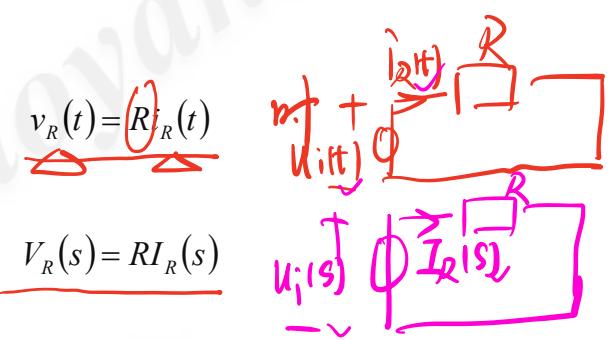 v_R(t) = R i_R(t)
V_R(s) = R I_R(s)
i_R(t) R
+
u_i(t)
R
+
u_i(s) I_R(s)
-